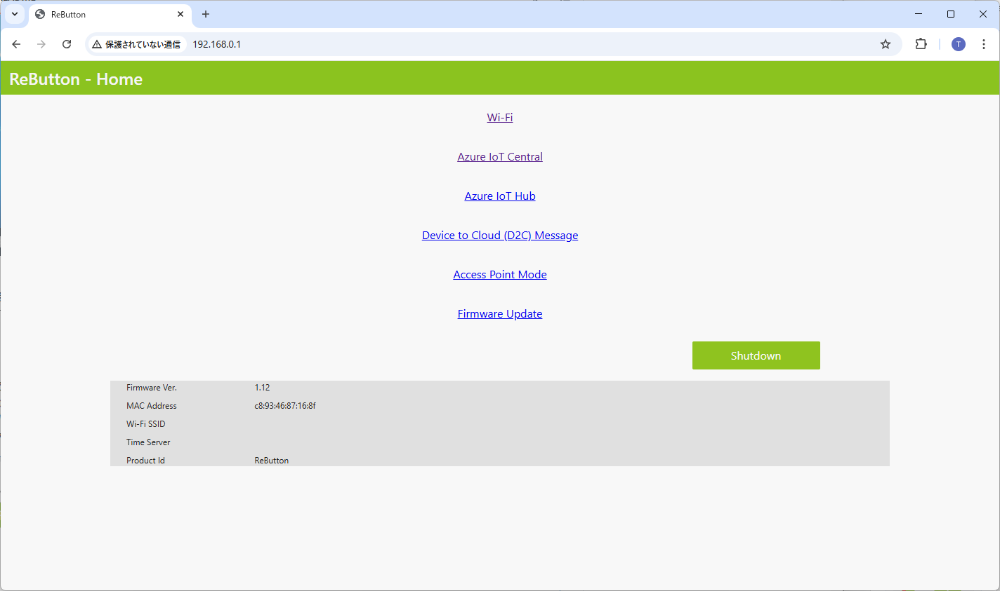 ReButton
保護されていない通信 192.168.0.1
T
ReButton - Home
Wi-Fi
Azure IoT Central
Azure IoT Hub
Device to Cloud (D2C) Message
Access Point Mode
Firmware Update
Shutdown
Firmware Ver. 1.12
MAC Address c8:93:46:87:16:8f
Wi-Fi SSID
Time Server
Product Id ReButton